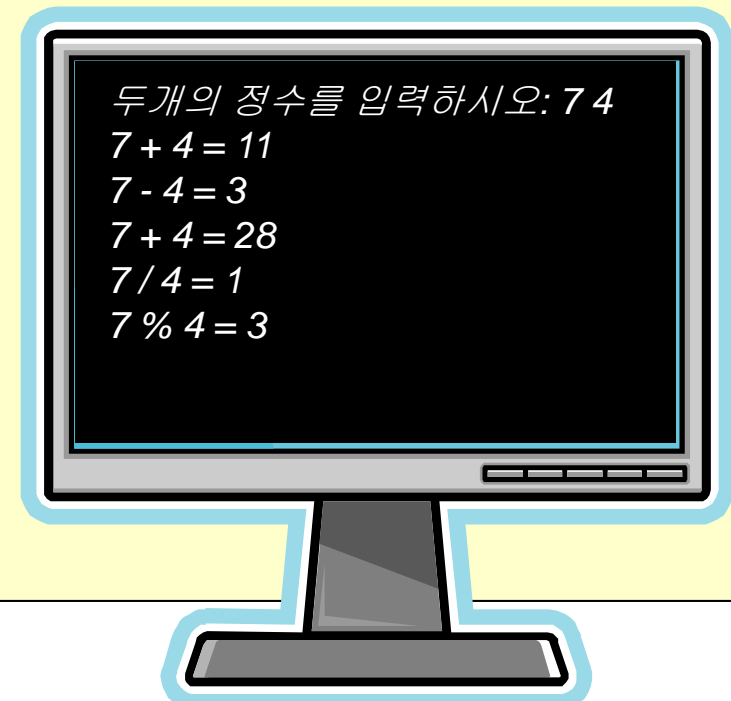 두개의 정수를 입력하시오: 7 4
7 + 4 = 11
7 - 4 = 3
7 + 4 = 28
7 / 4 = 1
7 % 4 = 3